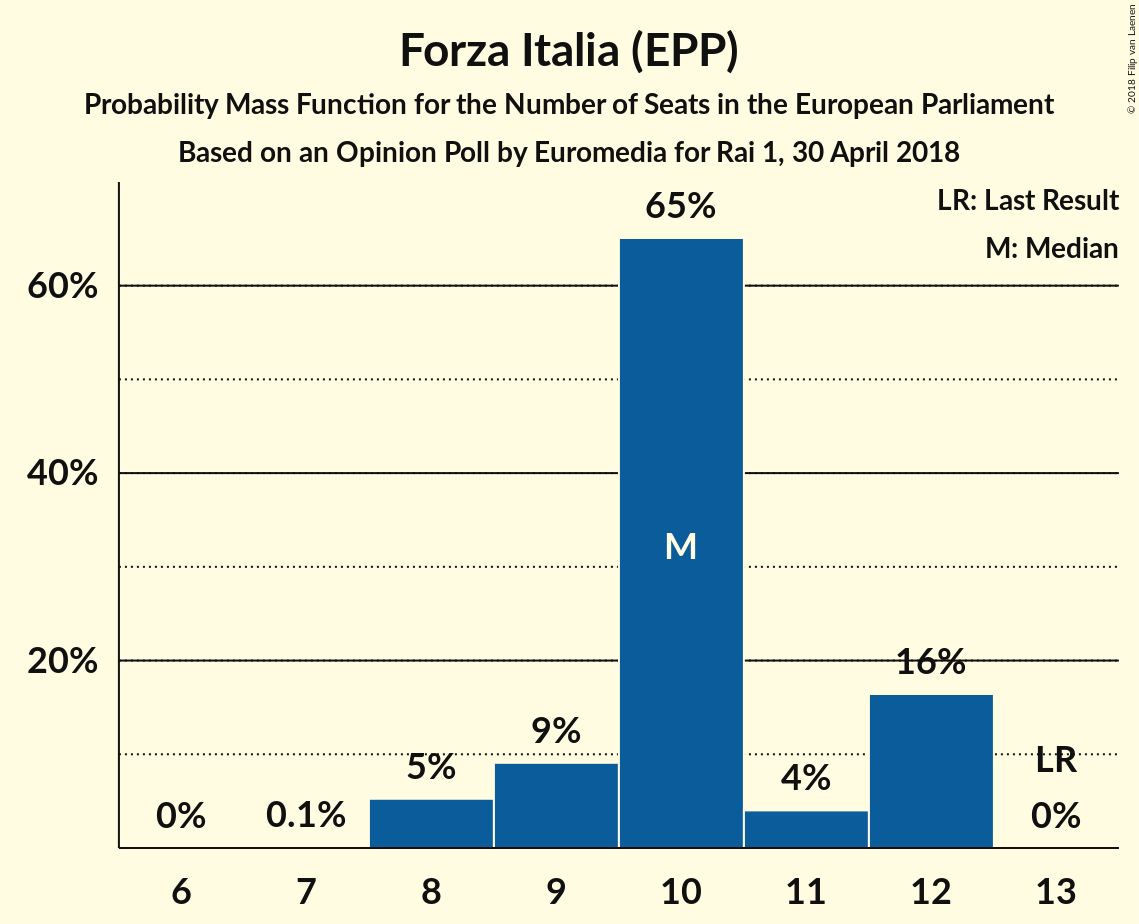 Forza Italia (EPP)
Probability Mass Function for the Number of Seats in the European Parliament
Based on an Opinion Poll by Euromedia for Rai 1, 30 April 2018
© 2018 Filip van Laenen
LR: Last Result
M: Median
60%
40%
20%
0%
0.1%
5%
9%
65%
M
4%
16%
LR
0%
6 7 8 9 10 11 12 13